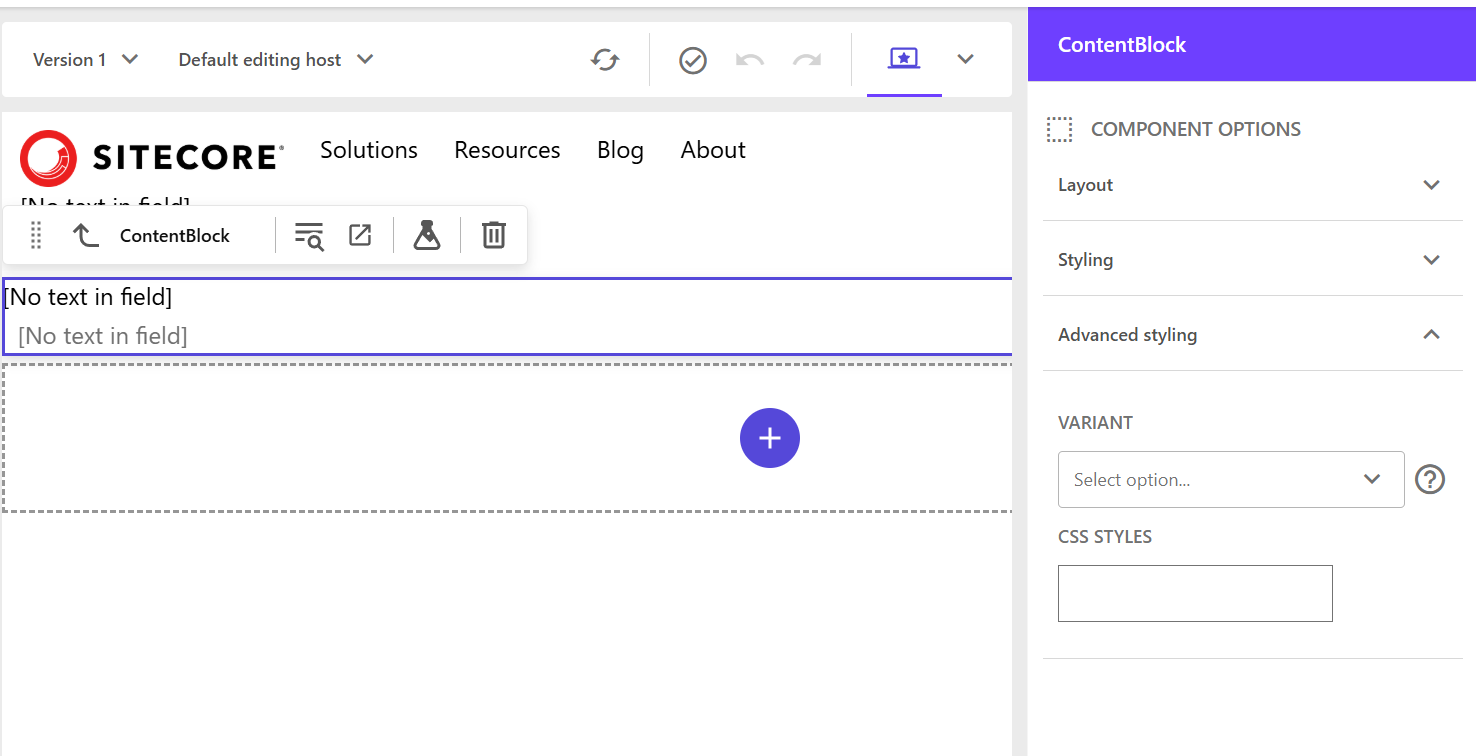 Version 1 Default editing host
SITECORE Solutions Resources Blog About
[No text in field]
ContentBlock
[No text in field]
[No text in field]
ContentBlock
COMPONENT OPTIONS
Layout
Styling
Advanced styling
VARIANT
Select option...
CSS STYLES